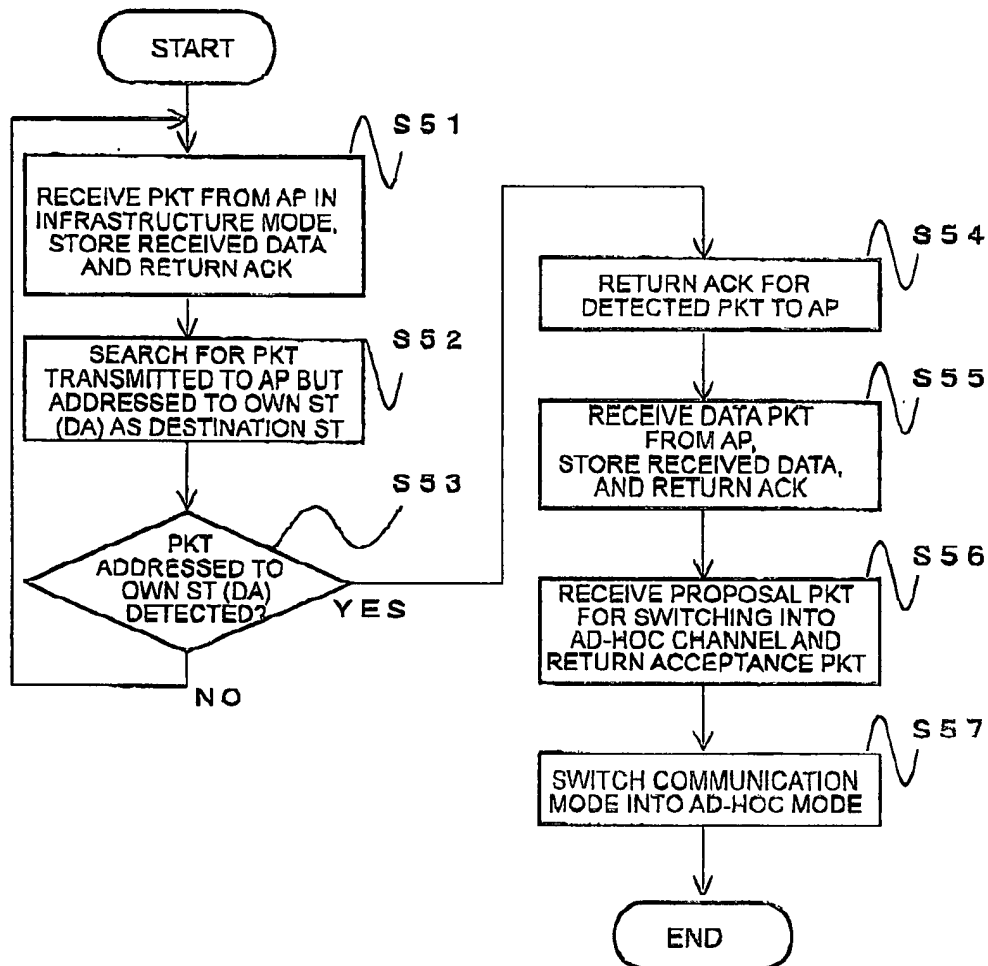 START
S51
RECEIVE PKT FROM AP IN
INFRASTRUCTURE MODE,
STORE RECEIVED DATA
AND RETURN ACK
S52
SEARCH FOR PKT
TRANSMITTED TO AP BUT
ADDRESSED TO OWN ST
(DA) AS DESTINATION ST
S53
PKT
ADDRESSED TO
OWN ST (DA)
DETECTED?
YES
NO
S54
RETURN ACK FOR
DETECTED PKT TO AP
S55
RECEIVE DATA PKT
FROM AP,
STORE RECEIVED DATA,
AND RETURN ACK
S56
RECEIVE PROPOSAL PKT
FOR SWITCHING INTO
AD-HOC CHANNEL AND
RETURN ACCEPTANCE PKT
S57
SWITCH COMMUNICATION
MODE INTO AD-HOC MODE
END